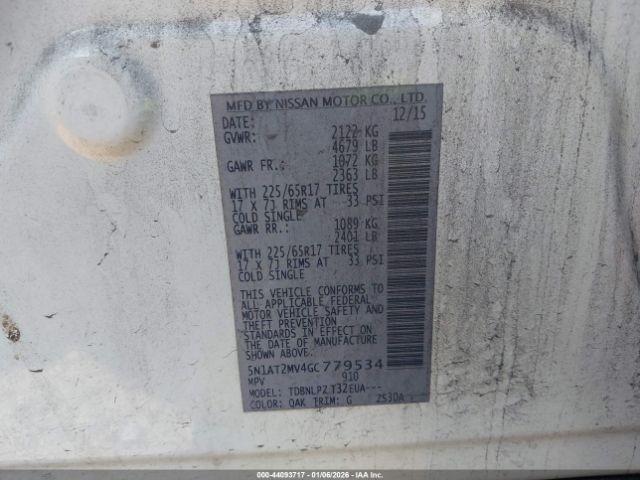 MFD BY NISSAN MOTOR CO., LTD.
DATE: 12/15
GVWR: 2122 KG
4679 LB
GAWR FR.: 1072 KG
2363 LB
WITH 225/65R17 TIRES
17 X 7J RIMS AT 33 PSI
COLD SINGLE
GAWR RR.: 1089 KG
2401 LB
WITH 225/65R17 TIRES
17 X 7J RIMS AT 33 PSI
COLD SINGLE
THIS VEHICLE CONFORMS TO
ALL APPLICABLE FEDERAL
MOTOR VEHICLE SAFETY AND
THEFT PREVENTION
STANDARDS IN EFFECT ON
THE DATE OF MANUFACTURE
SHOWN ABOVE.
5N1AT2MV4GC779534
MPV 910
MODEL: TDBNLPZ T32EUA---
COLOR: QAK TRIM: G 253DA
000-44093717 - 01/06/2026 - © IAA Inc.